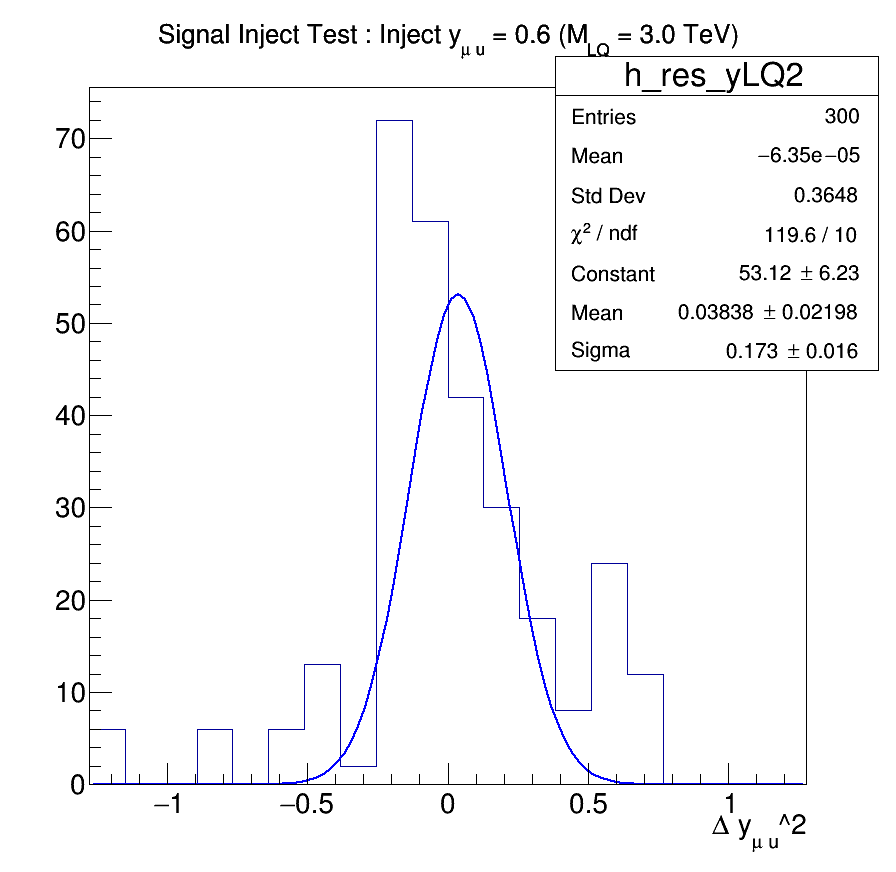 Signal Inject Test : Inject y_{μ u} = 0.6 (M_{LQ} = 3.0 TeV)
h_res_yLQ2
Entries 300
Mean −6.35e−05
Std Dev 0.3648
χ² / ndf 119.6 / 10
Constant 53.12 ± 6.23
Mean 0.03838 ± 0.02198
Sigma 0.173 ± 0.016
70
60
50
40
30
20
10
0
−1 −0.5 0 0.5 1
Δ y_{μ u}^2